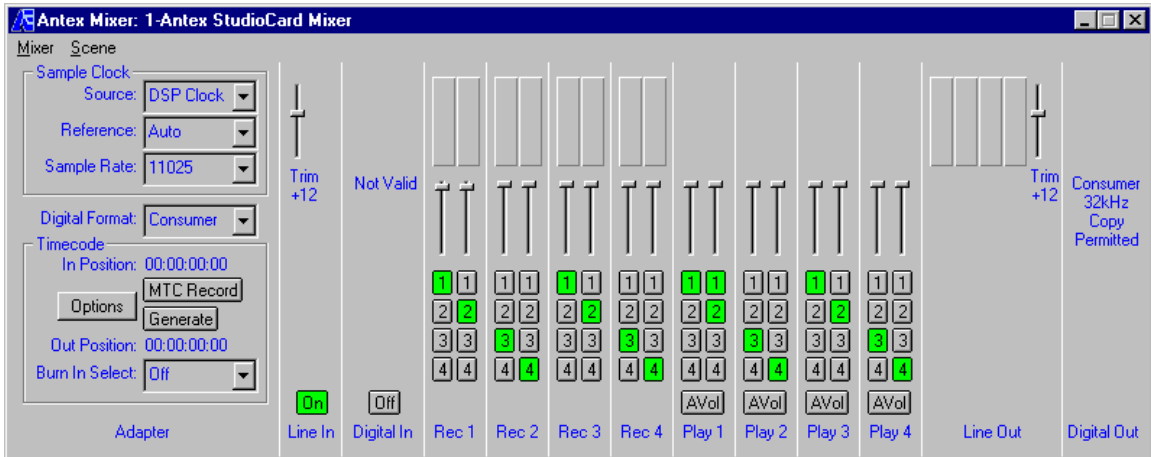 Antex Mixer: 1-Antex StudioCard Mixer
Mixer Scene
Sample Clock
Source: DSP Clock
Reference: Auto
Sample Rate: 11025
Digital Format: Consumer
Timecode
In Position: 00:00:00:00
MTC Record
Options
Generate
Out Position: 00:00:00:00
Burn In Select: Off
Adapter
Trim
+12
On
Line In
Not Valid
Off
Digital In
1 1
2 2
3 3
4 4
Rec 1
1 1
2 2
3 3
4 4
Rec 2
1 1
2 2
3 3
4 4
Rec 3
1 1
2 2
3 3
4 4
Rec 4
1 1
2 2
3 3
4 4
AVol
Play 1
1 1
2 2
3 3
4 4
AVol
Play 2
1 1
2 2
3 3
4 4
AVol
Play 3
1 1
2 2
3 3
4 4
AVol
Play 4
Trim
+12
Line Out
Consumer
32kHz
Copy
Permitted
Digital Out